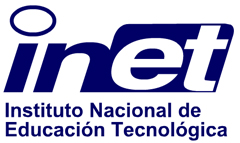 inet
Instituto Nacional de
Educación Tecnológica